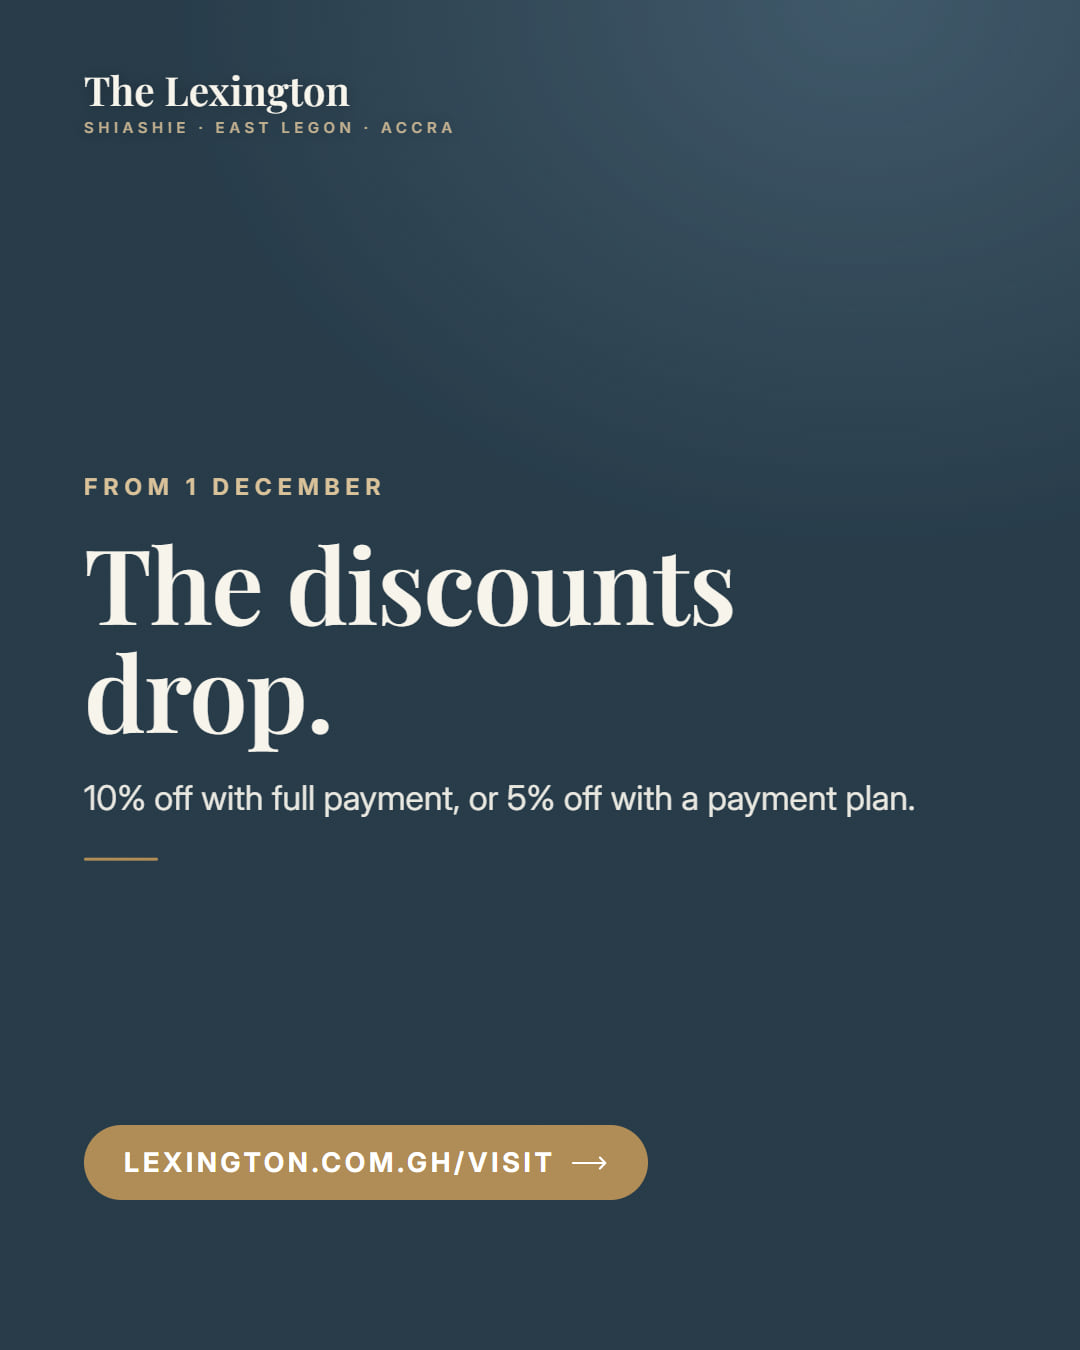 The Lexington
SHIASHIE · EAST LEGON · ACCRA
FROM 1 DECEMBER
The discounts
drop.
10% off with full payment, or 5% off with a payment plan.
LEXINGTON.COM.GH/VISIT →